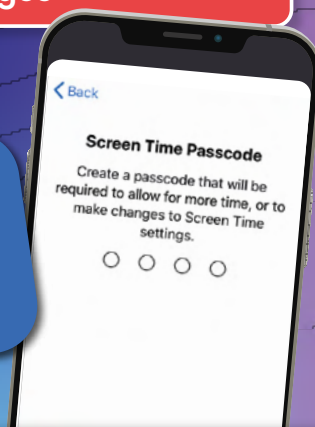 Back
Screen Time Passcode
Create a passcode that will be
required to allow for more time, or to
make changes to Screen Time
settings.